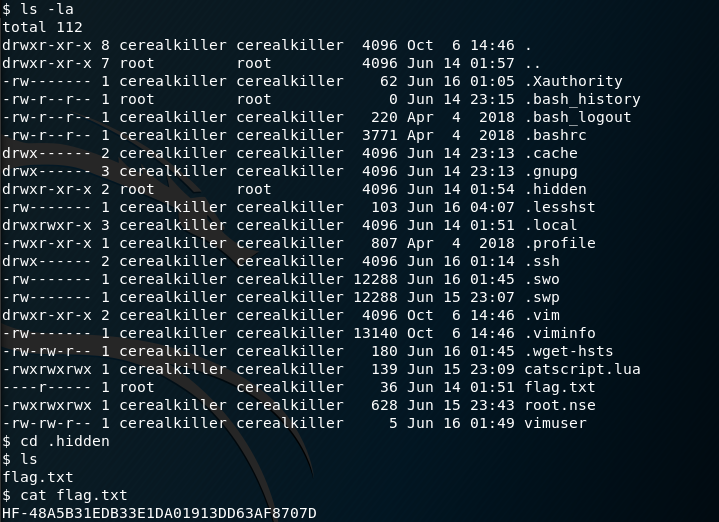 $ ls -la
total 112
drwxr-xr-x 8 cerealkiller cerealkiller  4096 Oct  6 14:46 .
drwxr-xr-x 7 root         root          4096 Jun 14 01:57 ..
-rw------- 1 cerealkiller cerealkiller    62 Jun 16 01:05 .Xauthority
-rw-r--r-- 1 root         root             0 Jun 14 23:15 .bash_history
-rw-r--r-- 1 cerealkiller cerealkiller   220 Apr  4  2018 .bash_logout
-rw-r--r-- 1 cerealkiller cerealkiller  3771 Apr  4  2018 .bashrc
drwx------ 2 cerealkiller cerealkiller  4096 Jun 14 23:13 .cache
drwx------ 3 cerealkiller cerealkiller  4096 Jun 14 23:13 .gnupg
drwxr-xr-x 2 root         root          4096 Jun 14 01:54 .hidden
-rw------- 1 cerealkiller cerealkiller   103 Jun 16 04:07 .lesshst
drwxrwxr-x 3 cerealkiller cerealkiller  4096 Jun 14 01:51 .local
-rwxr-xr-x 1 cerealkiller cerealkiller   807 Apr  4  2018 .profile
drwx------ 2 cerealkiller cerealkiller  4096 Jun 16 01:14 .ssh
-rw------- 1 cerealkiller cerealkiller 12288 Jun 16 01:45 .swo
-rw------- 1 cerealkiller cerealkiller 12288 Jun 15 23:07 .swp
drwxr-xr-x 2 cerealkiller cerealkiller  4096 Oct  6 14:46 .vim
-rw------- 1 cerealkiller cerealkiller 13140 Oct  6 14:46 .viminfo
-rw-rw-r-- 1 cerealkiller cerealkiller   180 Jun 16 01:45 .wget-hsts
-rwxrwxrwx 1 cerealkiller cerealkiller   139 Jun 15 23:09 catscript.lua
----r----- 1 root         cerealkiller    36 Jun 14 01:51 flag.txt
-rwxrwxrwx 1 cerealkiller cerealkiller   628 Jun 15 23:43 root.nse
-rw-rw-r-- 1 cerealkiller cerealkiller     5 Jun 16 01:49 vimuser
$ cd .hidden
$ ls
flag.txt
$ cat flag.txt
HF-48A5B31EDB33E1DA01913DD63AF8707D